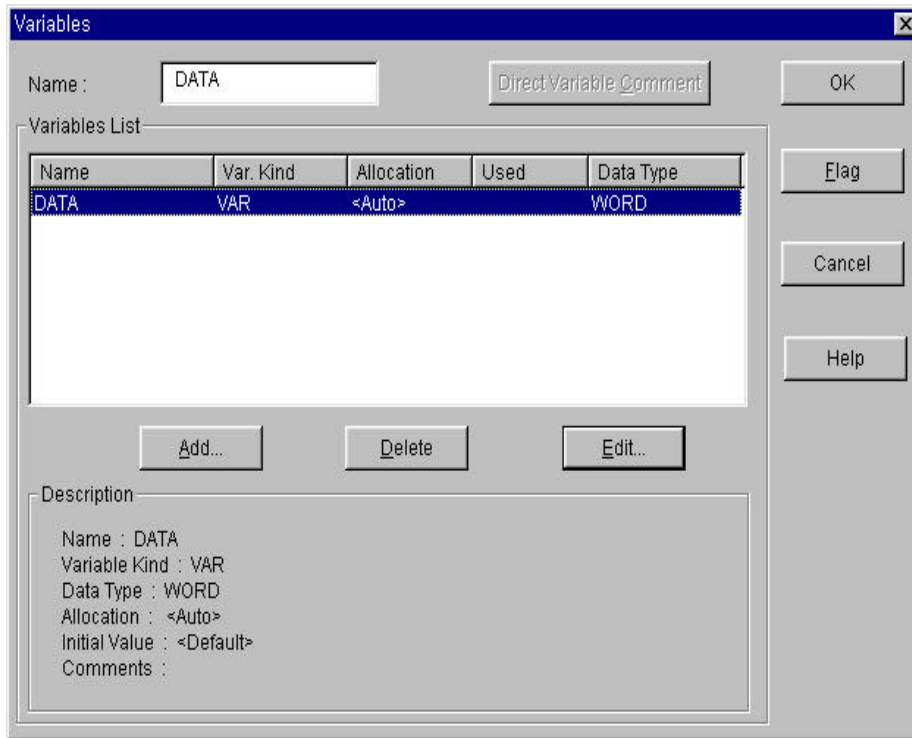 Variables
Name : DATA Direct Variable Comment OK
Variables List
Name Var. Kind Allocation Used Data Type Flag
DATA VAR <Auto> WORD
Cancel
Help
Add... Delete Edit...
Description
Name : DATA
Variable Kind : VAR
Data Type : WORD
Allocation : <Auto>
Initial Value : <Default>
Comments :